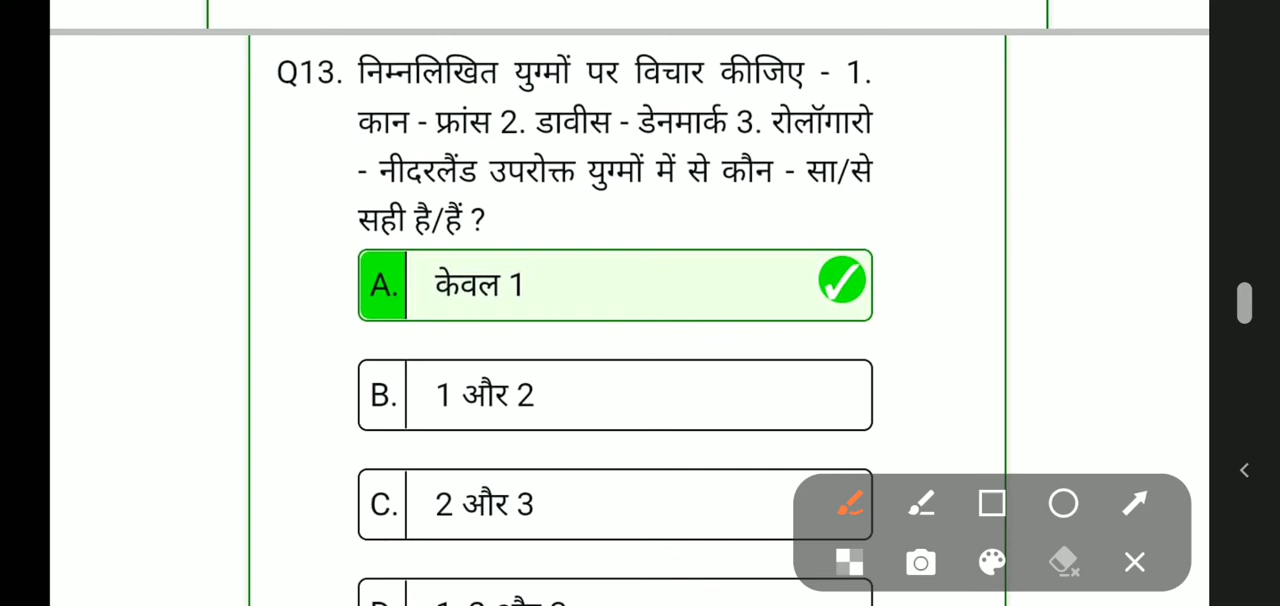 Q13. निम्नलिखित युग्मों पर विचार कीजिए - 1.
कान - फ्रांस 2. डावीस - डेनमार्क 3. रोलॉगारो
- नीदरलैंड उपरोक्त युग्मों में से कौन - सा/से
सही है/हैं ?
A. केवल 1
B. 1 और 2
C. 2 और 3